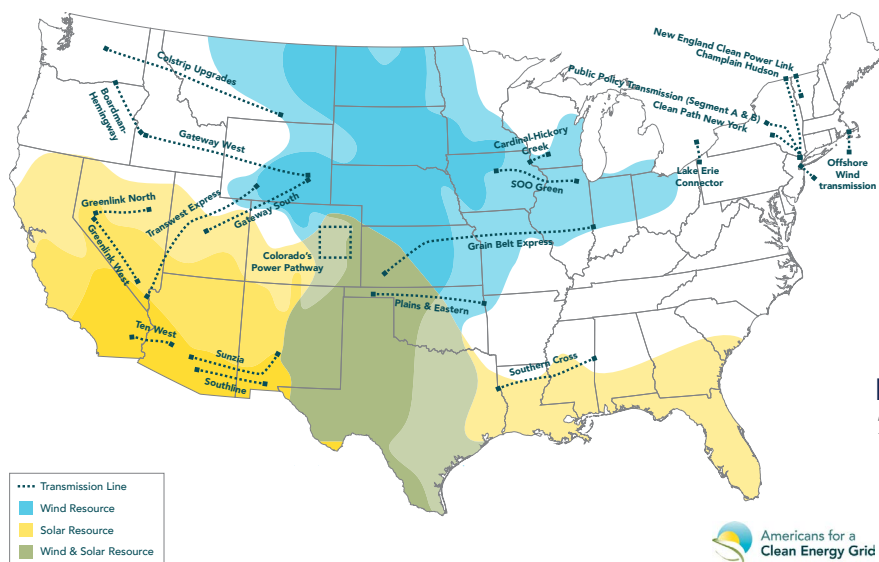 New England Clean Power Link
Champlain Hudson
Public Policy Transmission (Segment A & B)
Clean Path New York
Colstrip Upgrades
Boardman-
Hemingway
Gateway West
Cardinal-Hickory
Creek
SOO Green
Lake Erie
Connector
Offshore
Wind
transmission
Greenlink North
Transwest Express
Gateway South
Greenlink West
Colorado's
Power Pathway
Grain Belt Express
Plains & Eastern
Ten West
Sunzia
Southline
Southern Cross
Transmission Line
Wind Resource
Solar Resource
Wind & Solar Resource
Americans for a
Clean Energy Grid